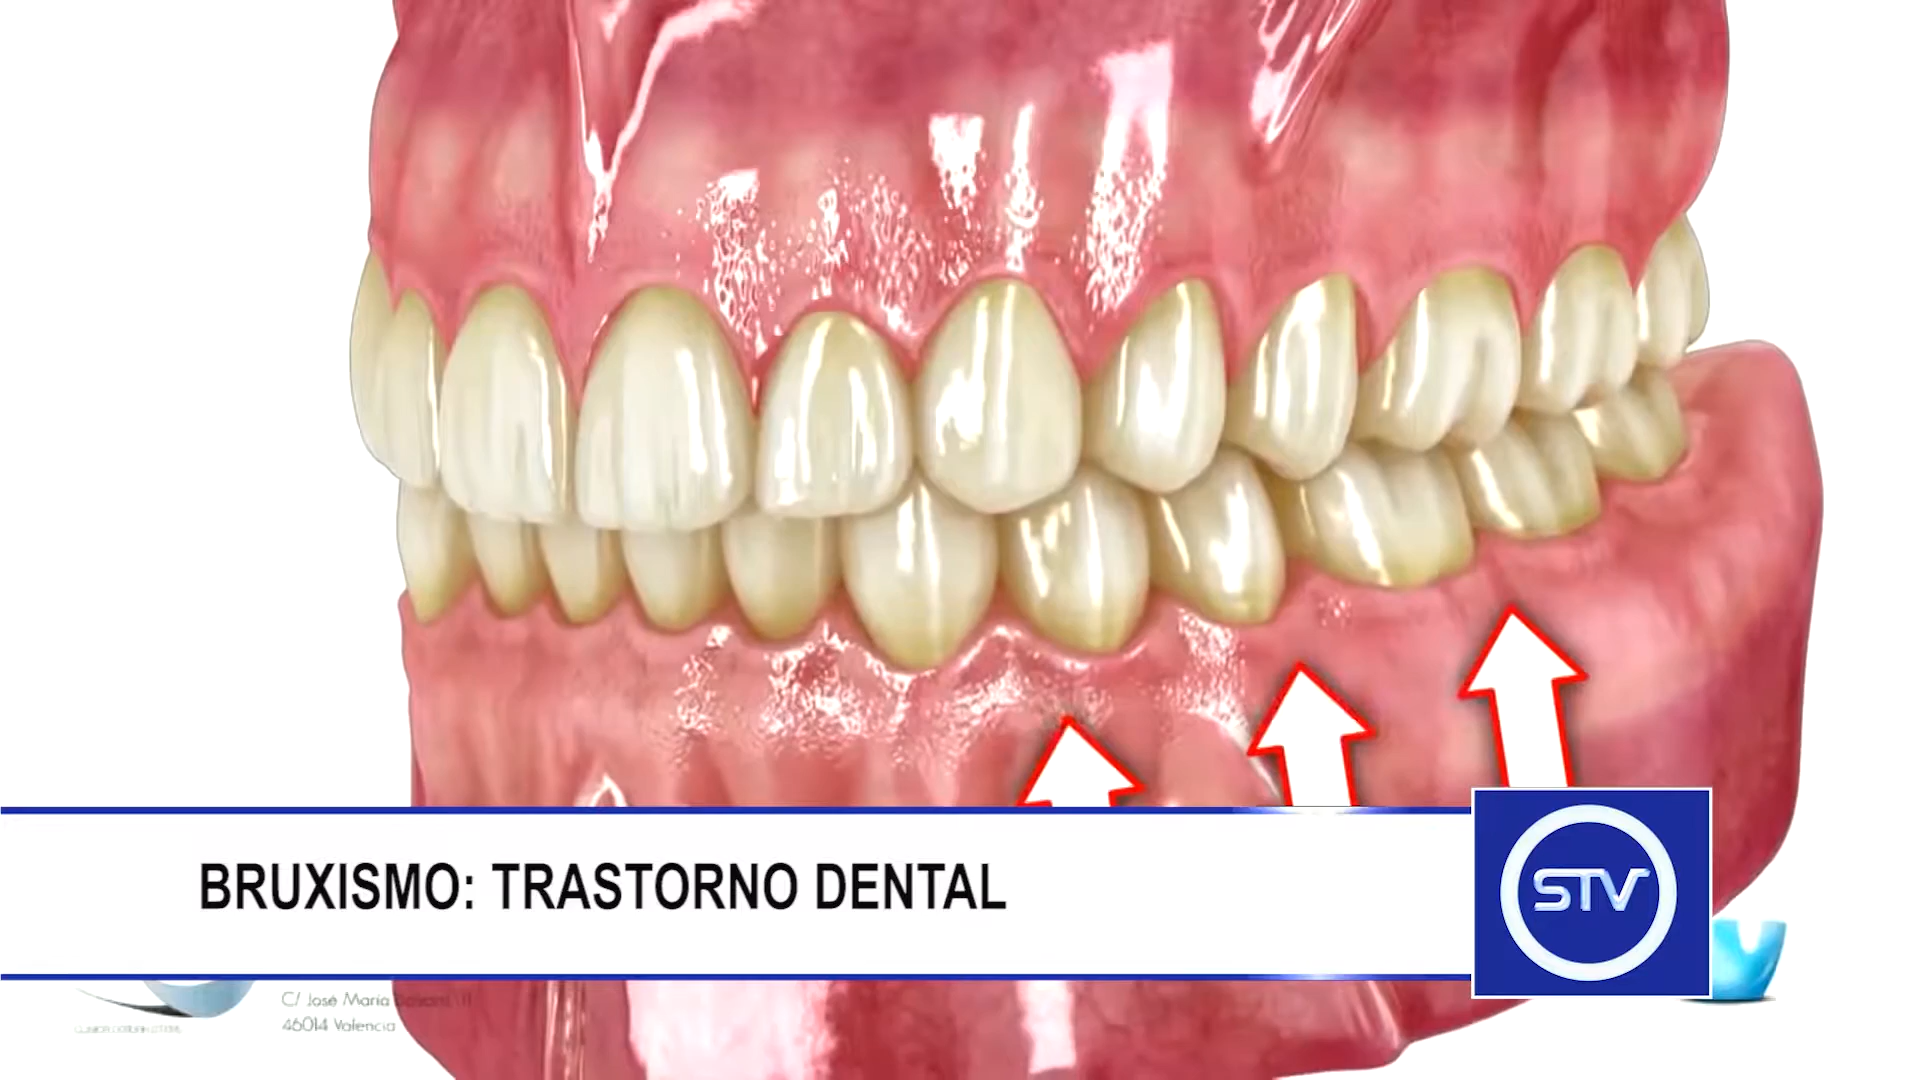 BRUXISMO: TRASTORNO DENTAL
STV
C/ José María
46014 Valencia